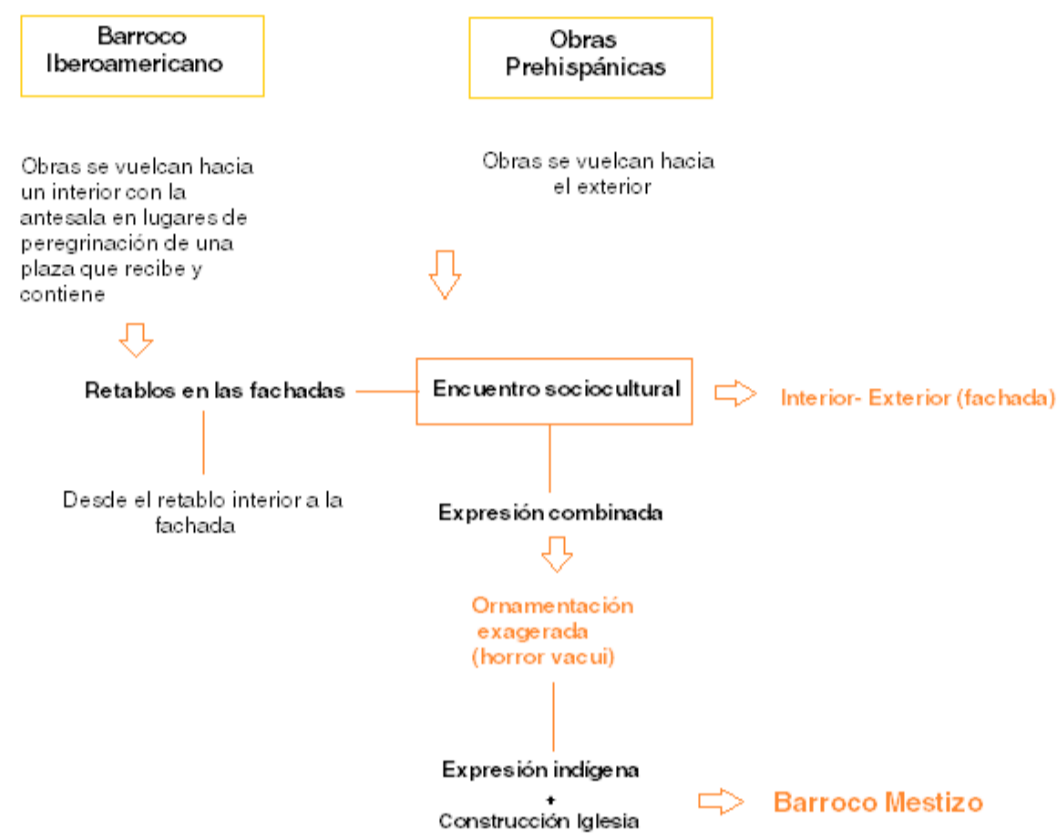 Barroco
Iberoamericano
Obras
Prehispánicas
Obras se vuelcan hacia
un interior con la
antesala en lugares de
peregrinación de una
plaza que recibe y
contiene
Obras se vuelcan hacia
el exterior
Retablos en las fachadas
Encuentro sociocultural
Interior- Exterior (fachada)
Desde el retablo interior a la
fachada
Expresión combinada
Ornamentación
exagerada
(horror vacui)
Expresión indígena
+
Construcción Iglesia
Barroco Mestizo